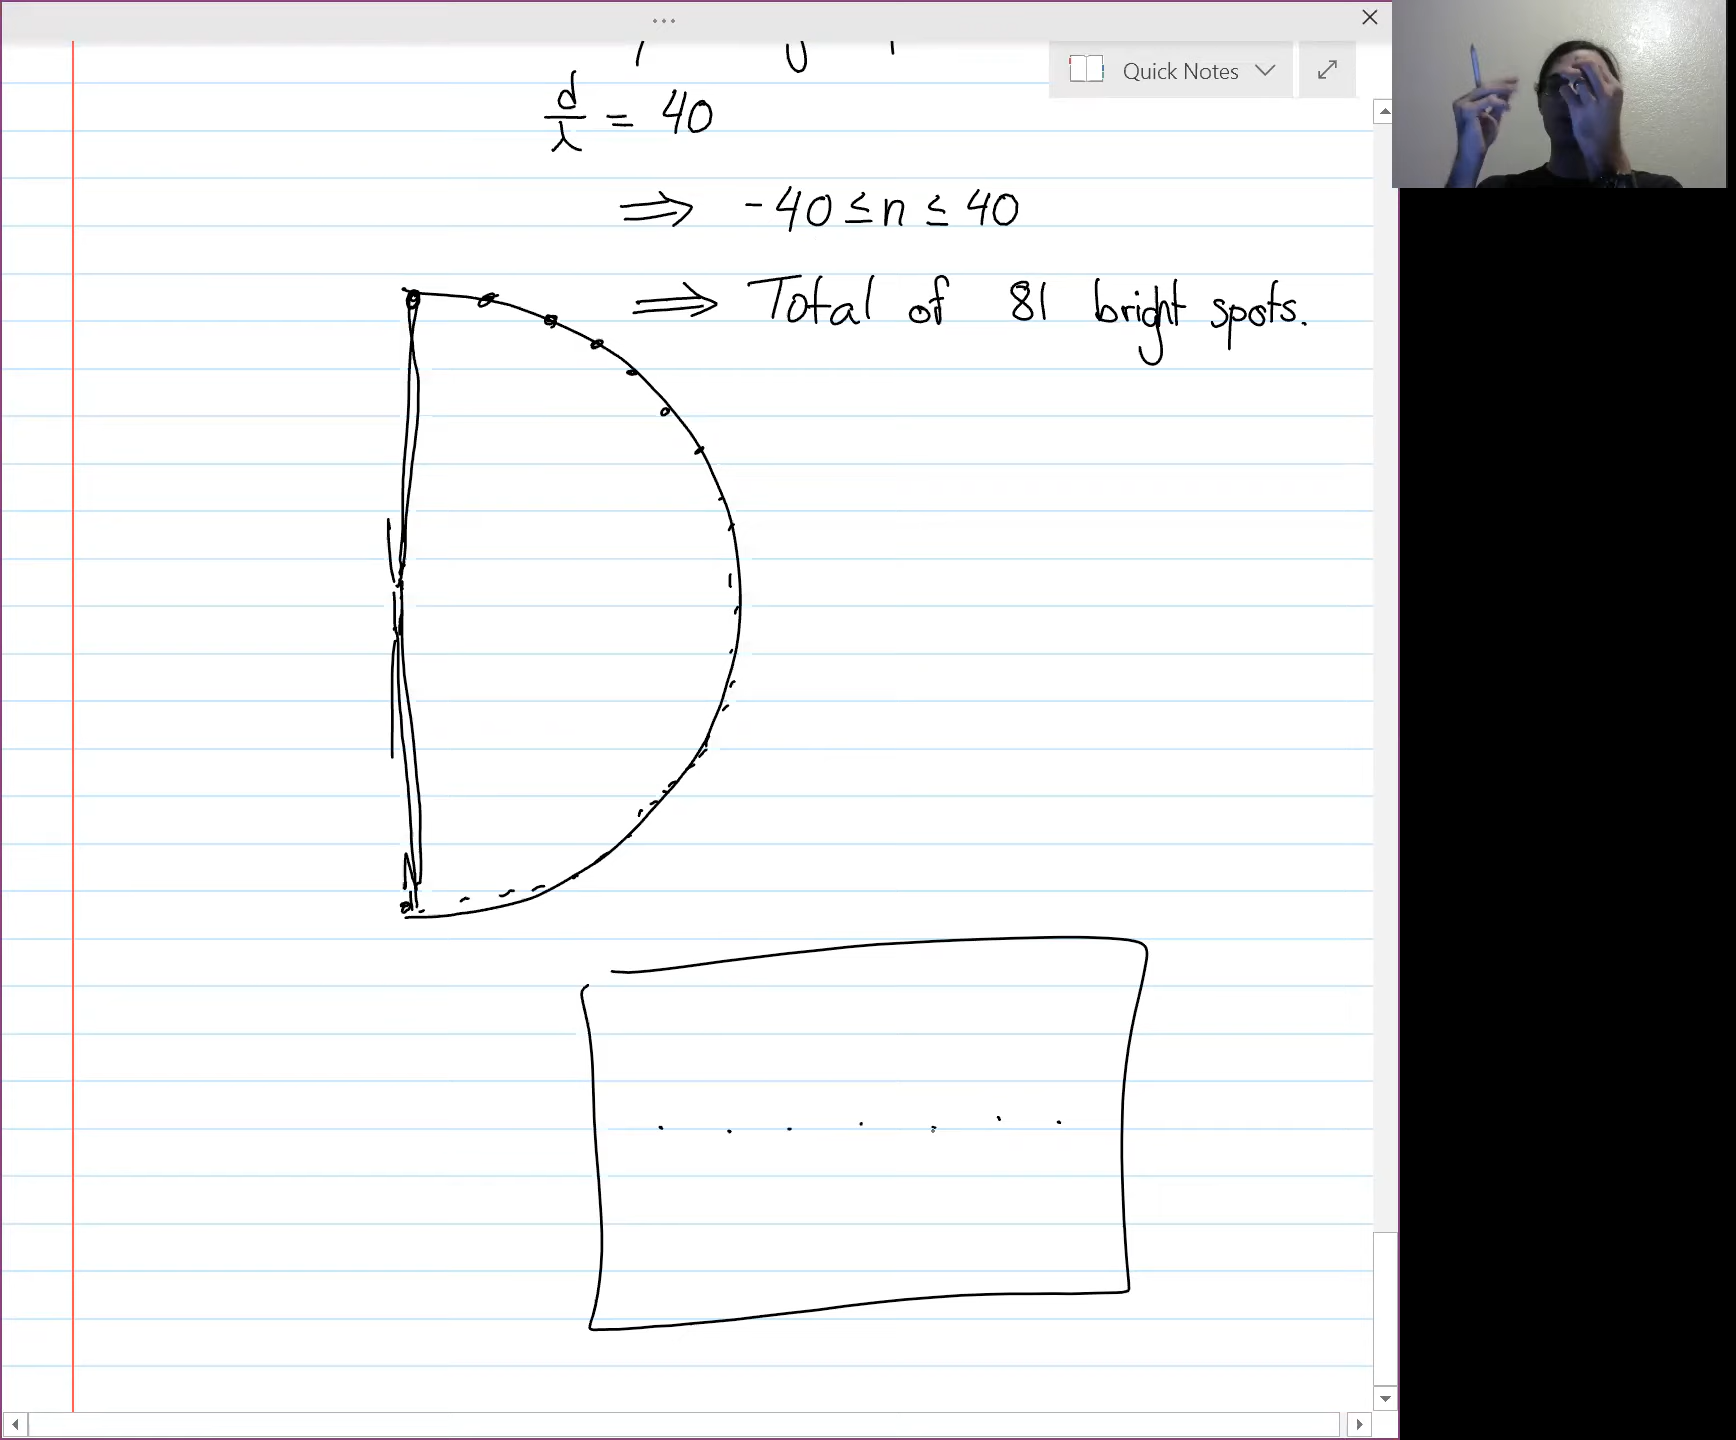 Quick Notes
d/λ = 40
⟹ -40 ≤ n ≤ 40
⟹ Total of 81 bright spots.